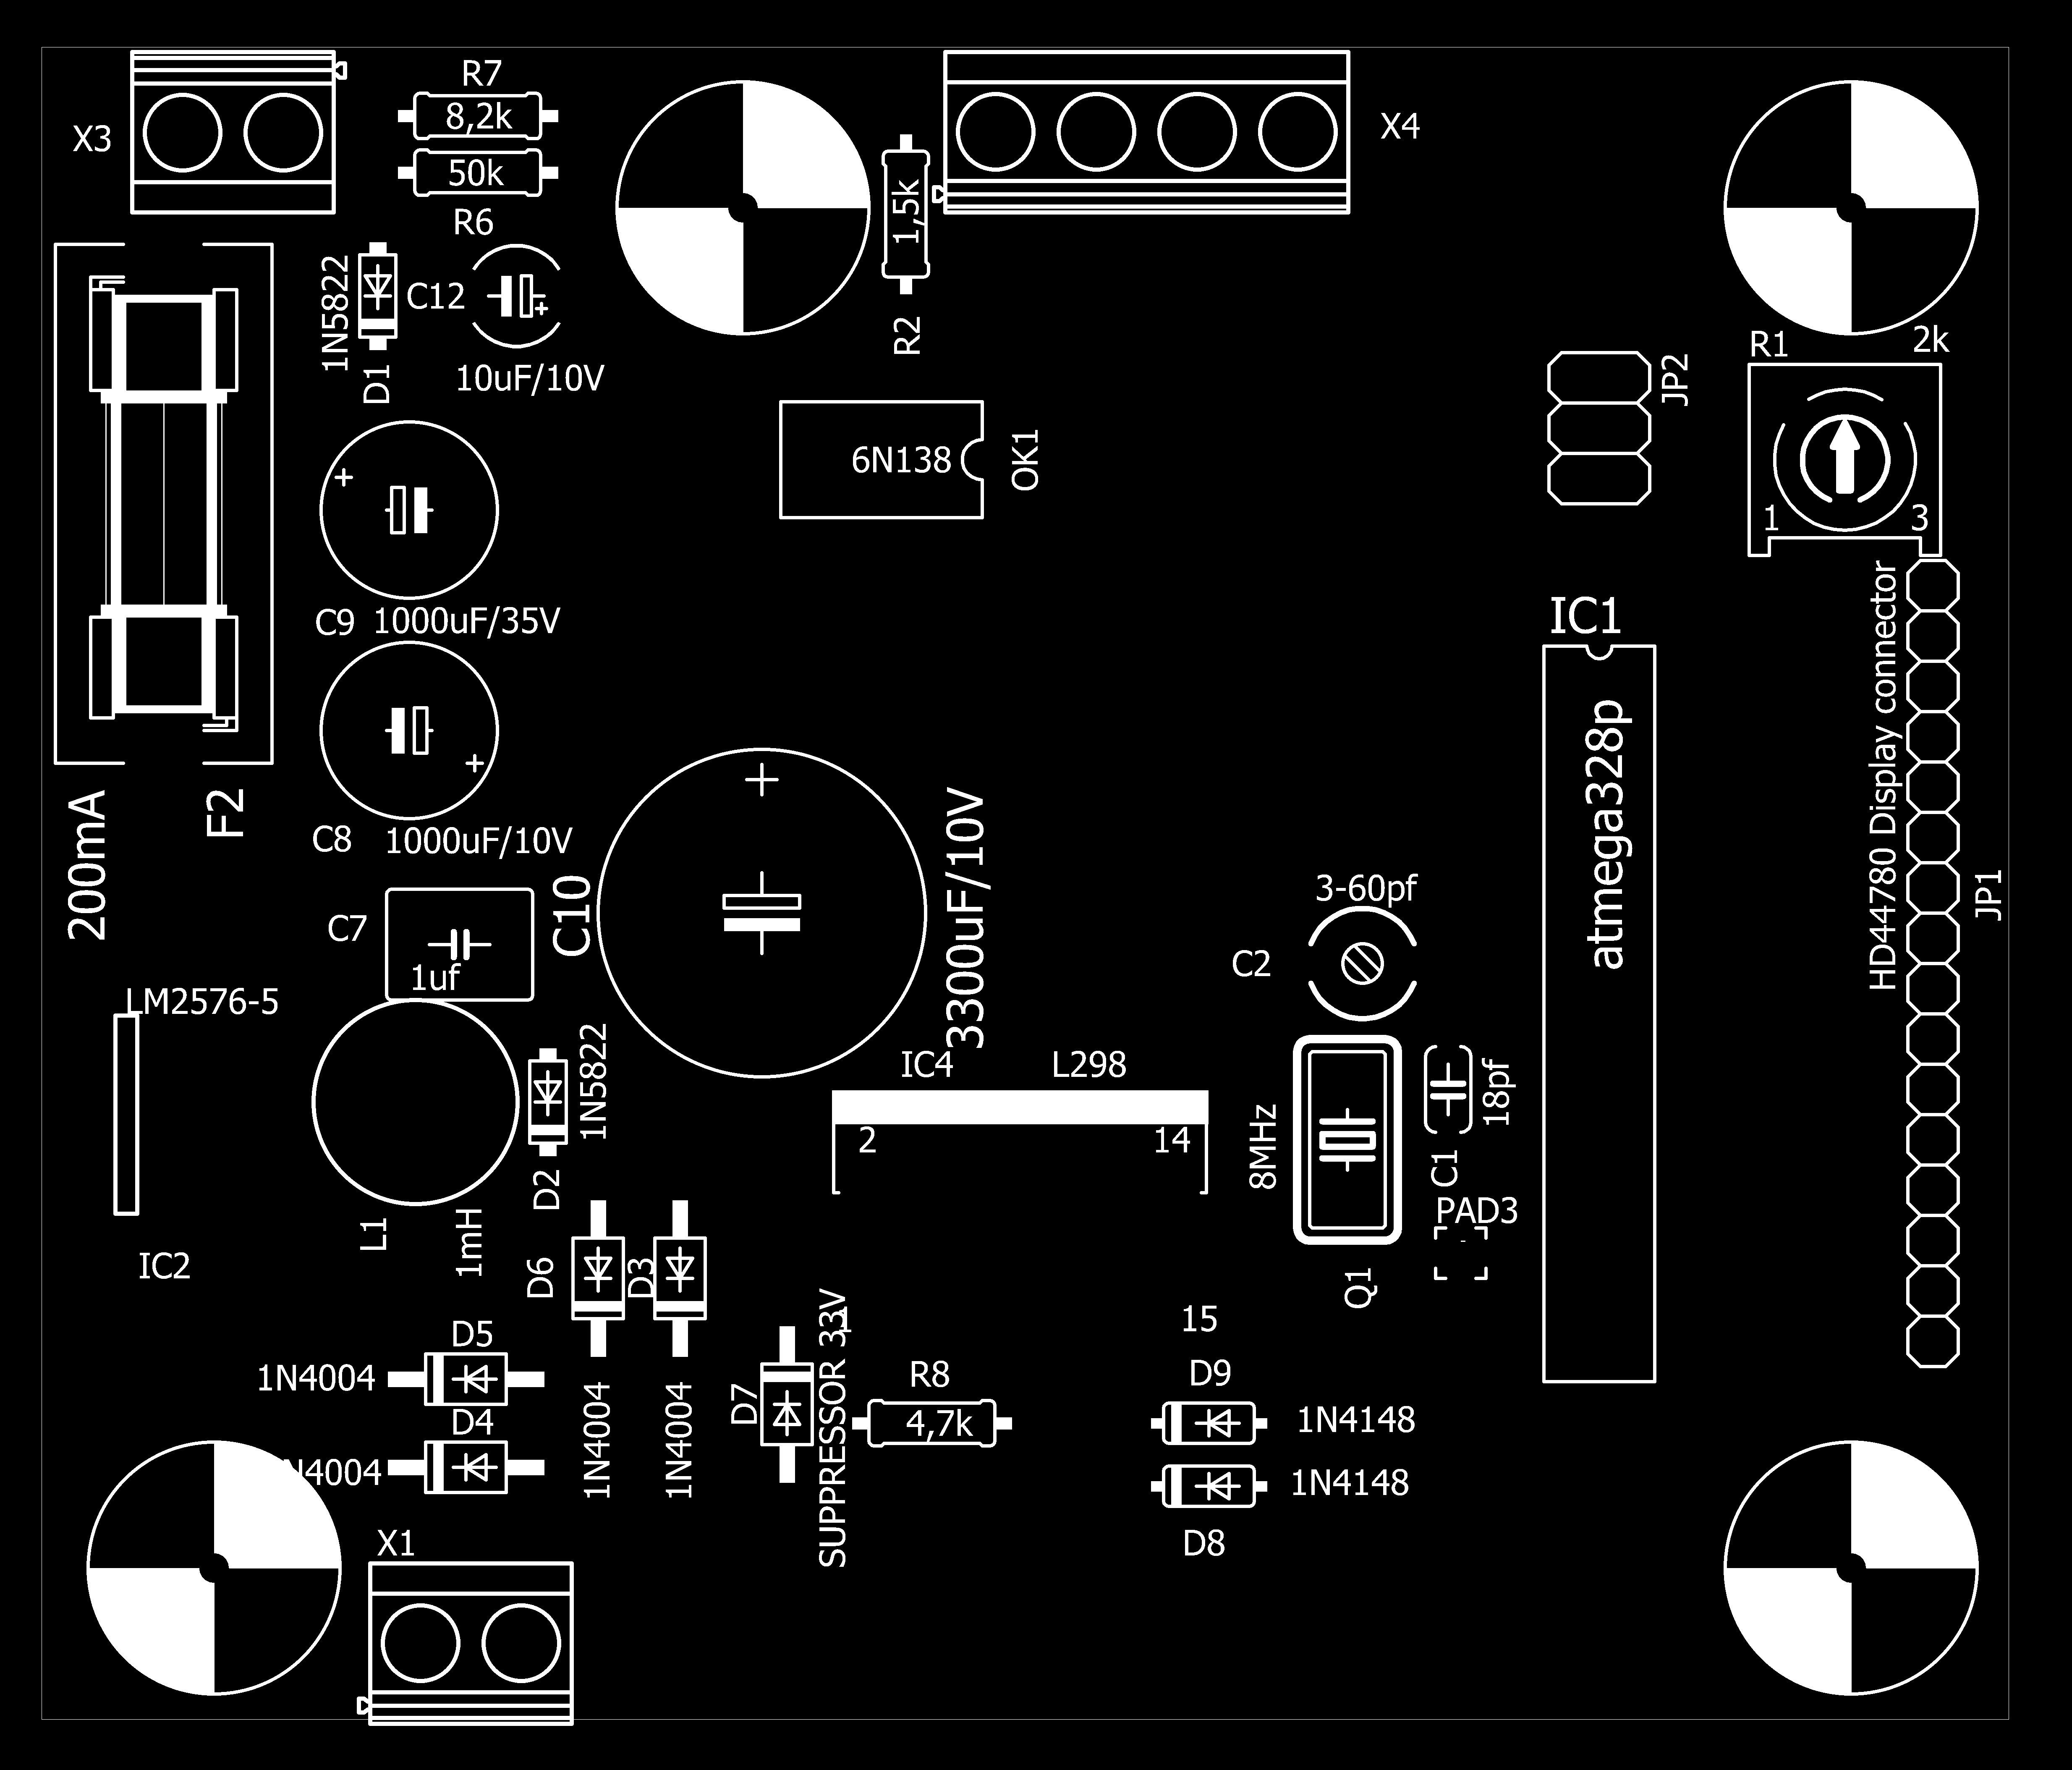 R7
8,2k
X3
50k
R6
X4
1,5k
R2
1N5822
D1
C12
+
10uF/10V
R1
2k
JP2
1
3
6N138
OK1
+
C9
1000uF/35V
IC1
atmega328p
HD44780 Display connector
JP1
+
C8
1000uF/10V
200mA
F2
+
C10
3300uF/10V
C7
1uf
3-60pf
C2
LM2576-5
IC2
L1
1mH
1N5822
D2
IC4
L298
2
14
8MHz
Q1
18pf
C1
PAD3
D6
D3
1N4004
1N4004
1
15
D5
1N4004
D4
N4004
D7
SUPPRESSOR 33V
R8
4,7k
D9
1N4148
1N4148
D8
X1